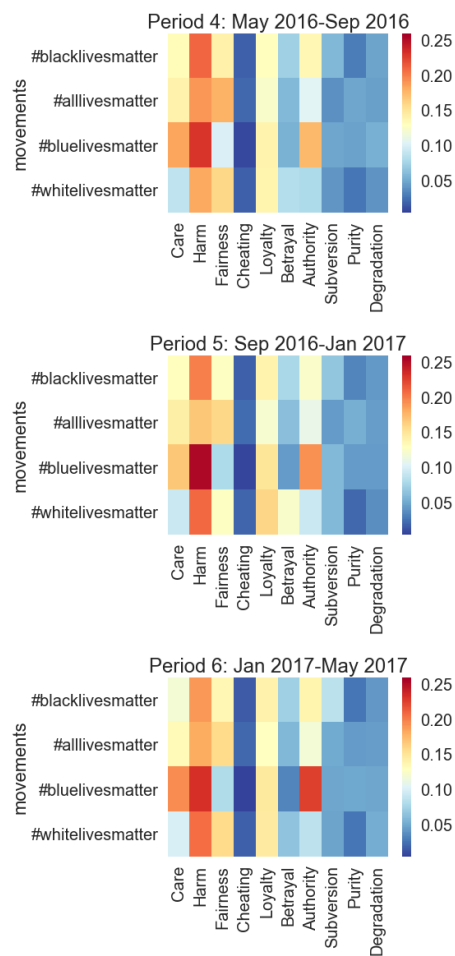 Period 4: May 2016-Sep 2016
movements
#blacklivesmatter
#alllivesmatter
#bluelivesmatter
#whitelivesmatter
Care
Harm
Fairness
Cheating
Loyalty
Betrayal
Authority
Subversion
Purity
Degradation
0.25
0.20
0.15
0.10
0.05
Period 5: Sep 2016-Jan 2017
movements
#blacklivesmatter
#alllivesmatter
#bluelivesmatter
#whitelivesmatter
Care
Harm
Fairness
Cheating
Loyalty
Betrayal
Authority
Subversion
Purity
Degradation
0.25
0.20
0.15
0.10
0.05
Period 6: Jan 2017-May 2017
movements
#blacklivesmatter
#alllivesmatter
#bluelivesmatter
#whitelivesmatter
Care
Harm
Fairness
Cheating
Loyalty
Betrayal
Authority
Subversion
Purity
Degradation
0.25
0.20
0.15
0.10
0.05